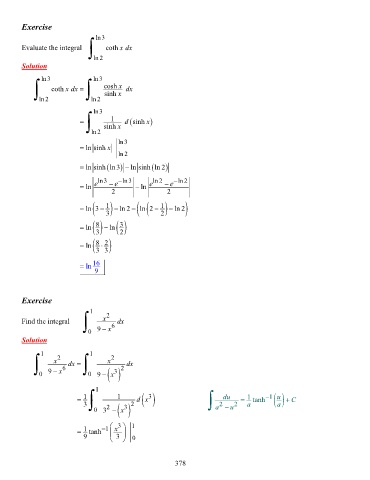 Exercise
Evaluate the integral ∫_{ln 2}^{ln 3} coth x dx
Solution
∫_{ln 2}^{ln 3} coth x dx = ∫_{ln 2}^{ln 3} (cosh x / sinh x) dx
= ∫_{ln 2}^{ln 3} (1 / sinh x) d(sinh x)
= ln|sinh x| |_{ln 2}^{ln 3}
= ln|sinh(ln 3)| − ln|sinh(ln 2)|
= ln|(e^{ln 3} − e^{−ln 3}) / 2| − ln|(e^{ln 2} − e^{−ln 2}) / 2|
= ln(3 − 1/3) − ln 2 − (ln(2 − 1/2) − ln 2)
= ln(8/3) − ln(3/2)
= ln(8/3 · 2/3)
= ln 16/9
Exercise
Find the integral ∫_0^1 x^2 / (9 − x^6) dx
Solution
∫_0^1 x^2 / (9 − x^6) dx = ∫_0^1 x^2 / (9 − (x^3)^2) dx
= 1/3 ∫_0^1 1 / (3^2 − (x^3)^2) d(x^3) ∫ du / (a^2 − u^2) = 1/a tanh^{−1}(u/a) + C
= 1/9 tanh^{−1}(x^3 / 3) |_0^1
378